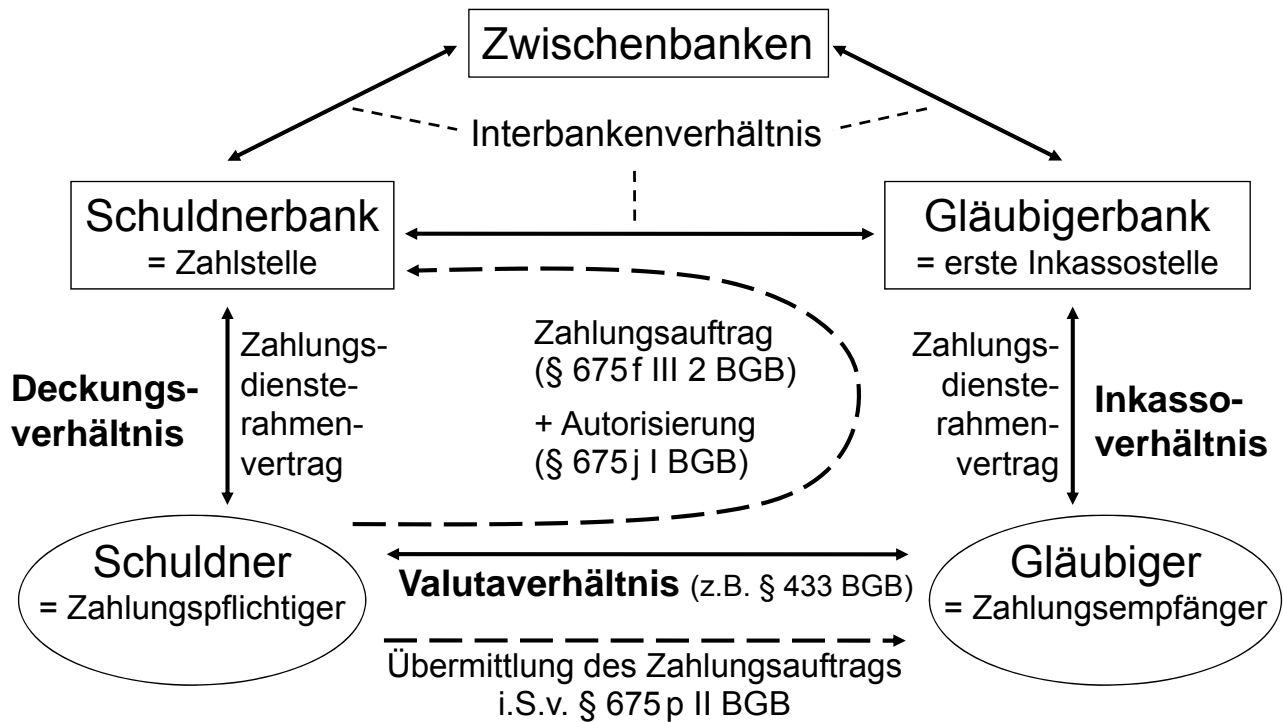 Zwischenbanken
Interbankenverhältnis
Schuldnerbank
= Zahlstelle
Gläubigerbank
= erste Inkassostelle
Deckungs-
verhältnis
Zahlungs-
dienste-
rahmen-
vertrag
Zahlungsauftrag
(§ 675f III 2 BGB)
+ Autorisierung
(§ 675j I BGB)
Zahlungs-
dienste-
rahmen-
vertrag
Inkasso-
verhältnis
Schuldner
= Zahlungspflichtiger
Valutaverhältnis (z.B. § 433 BGB)
Gläubiger
= Zahlungsempfänger
Übermittlung des Zahlungsauftrags
i.S.v. § 675p II BGB